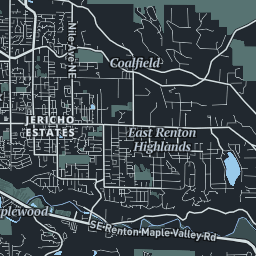 Nile Ave NE
Coalfield
JERICHO
ESTATES
East Renton
Highlands
plewood
SE Renton Maple Valley Rd